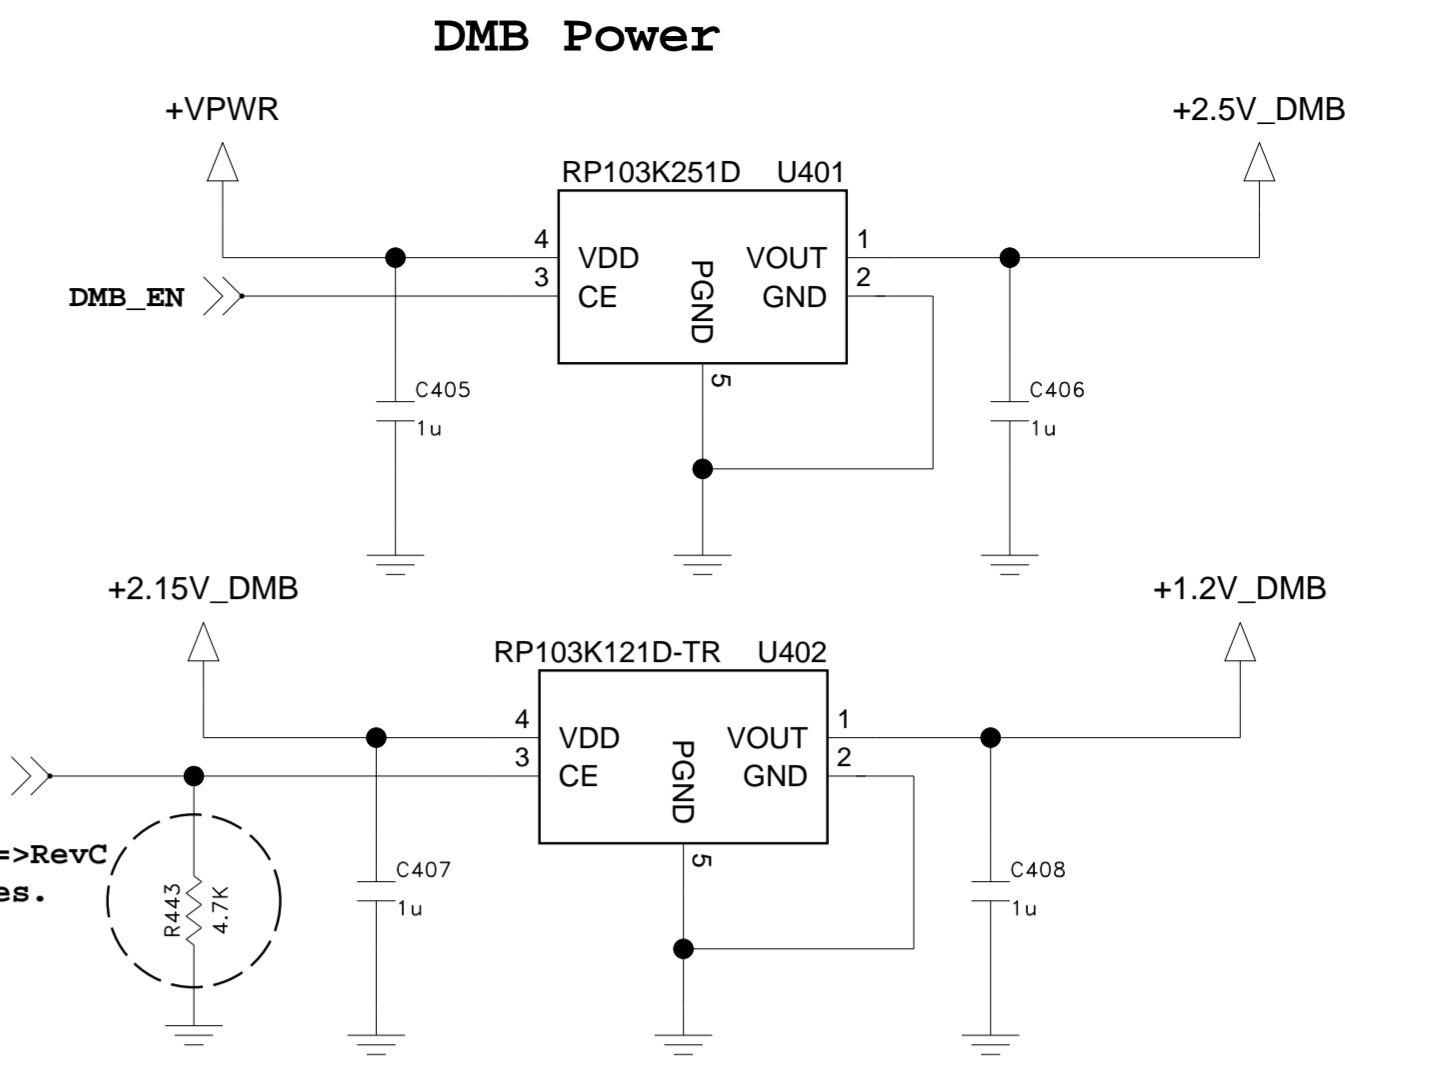 DMB Power
+VPWR
+2.5V_DMB
RP103K251D U401
4 VDD VOUT 1
DMB_EN
3 CE PGND GND 2
5
C405
1u
C406
1u
+2.15V_DMB
+1.2V_DMB
RP103K121D-TR U402
4 VDD VOUT 1
3 CE PGND GND 2
5
=>RevC
es.
R443
4.7K
C407
1u
C408
1u